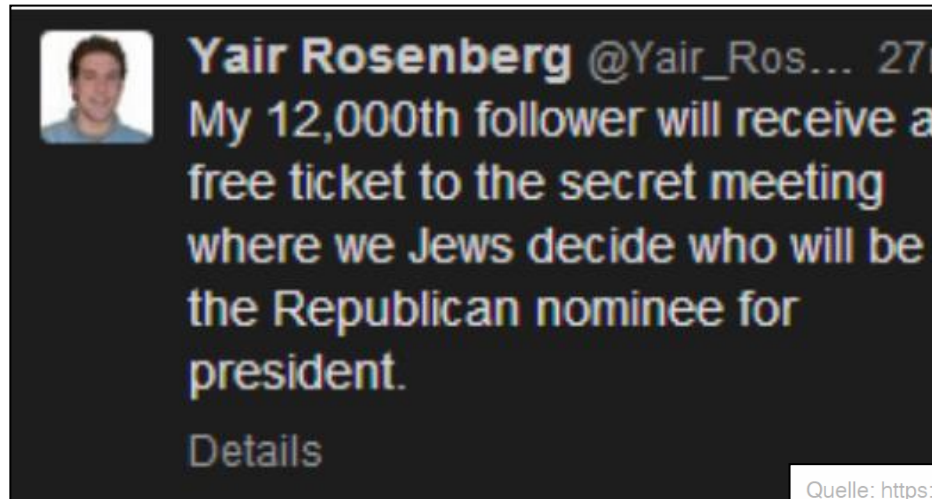 Yair Rosenberg @Yair_Ros... 27
My 12,000th follower will receive a
free ticket to the secret meeting
where we Jews decide who will be
the Republican nominee for
president.
Details
Quelle: https: